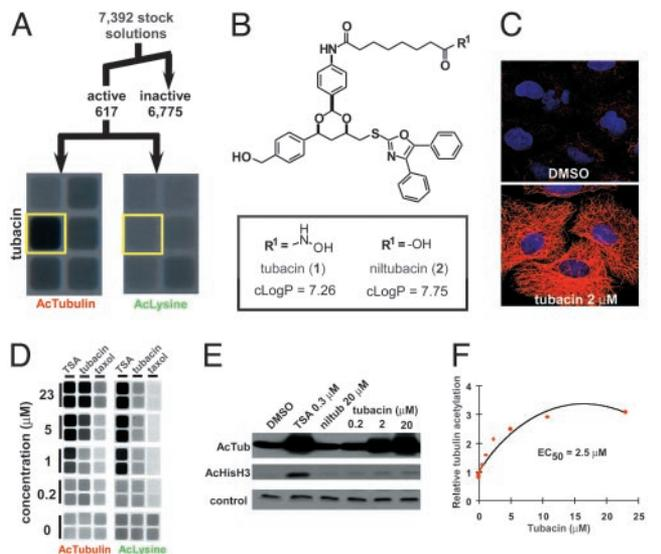 A
7,392 stock
solutions
active
617
inactive
6,775
tubacin
AcTubulin
AcLysine
B
O
HN
R¹
O
O
O
S
O
N
HO
R¹ = -N
H
OH
R¹ = -OH
tubacin (1)
niltubacin (2)
cLogP = 7.26
cLogP = 7.75
C
DMSO
tubacin 2 μM
D
TSA
tubacin
taxol
TSA
tubacin
taxol
concentration (μM)
23
5
1
0.2
0
AcTubulin
AcLysine
E
DMSO
TSA 0.3 μM
niltub 20 μM
tubacin (μM)
0.2
2
20
AcTub
AcHisH3
control
F
Relative tubulin acetylation
4
3
2
1
0
EC50 = 2.5 μM
0
5
10
15
20
25
Tubacin (μM)